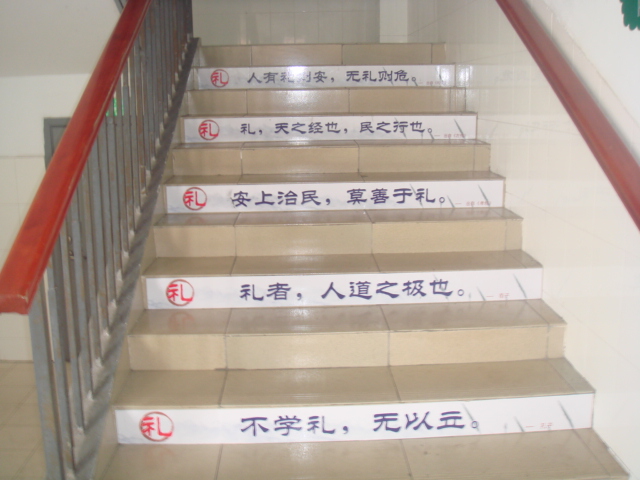 礼 人有礼则安，无礼则危。
礼 礼，天之经也，民之行也。
礼 安上治民，莫善于礼。
礼 礼者，人道之极也。
礼 不学礼，无以立。